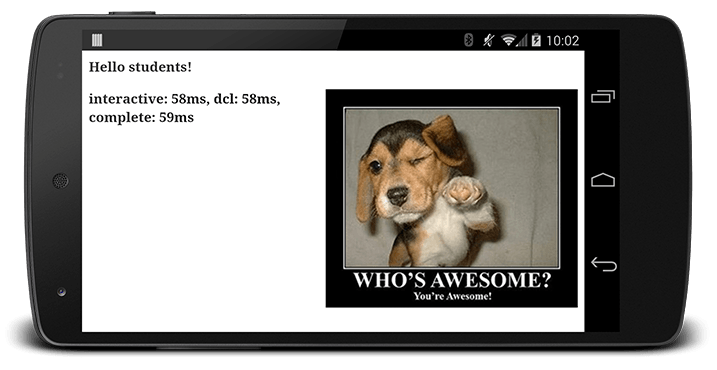 10:02
Hello students!
interactive: 58ms, dcl: 58ms,
complete: 59ms
WHO'S AWESOME?
You're Awesome!